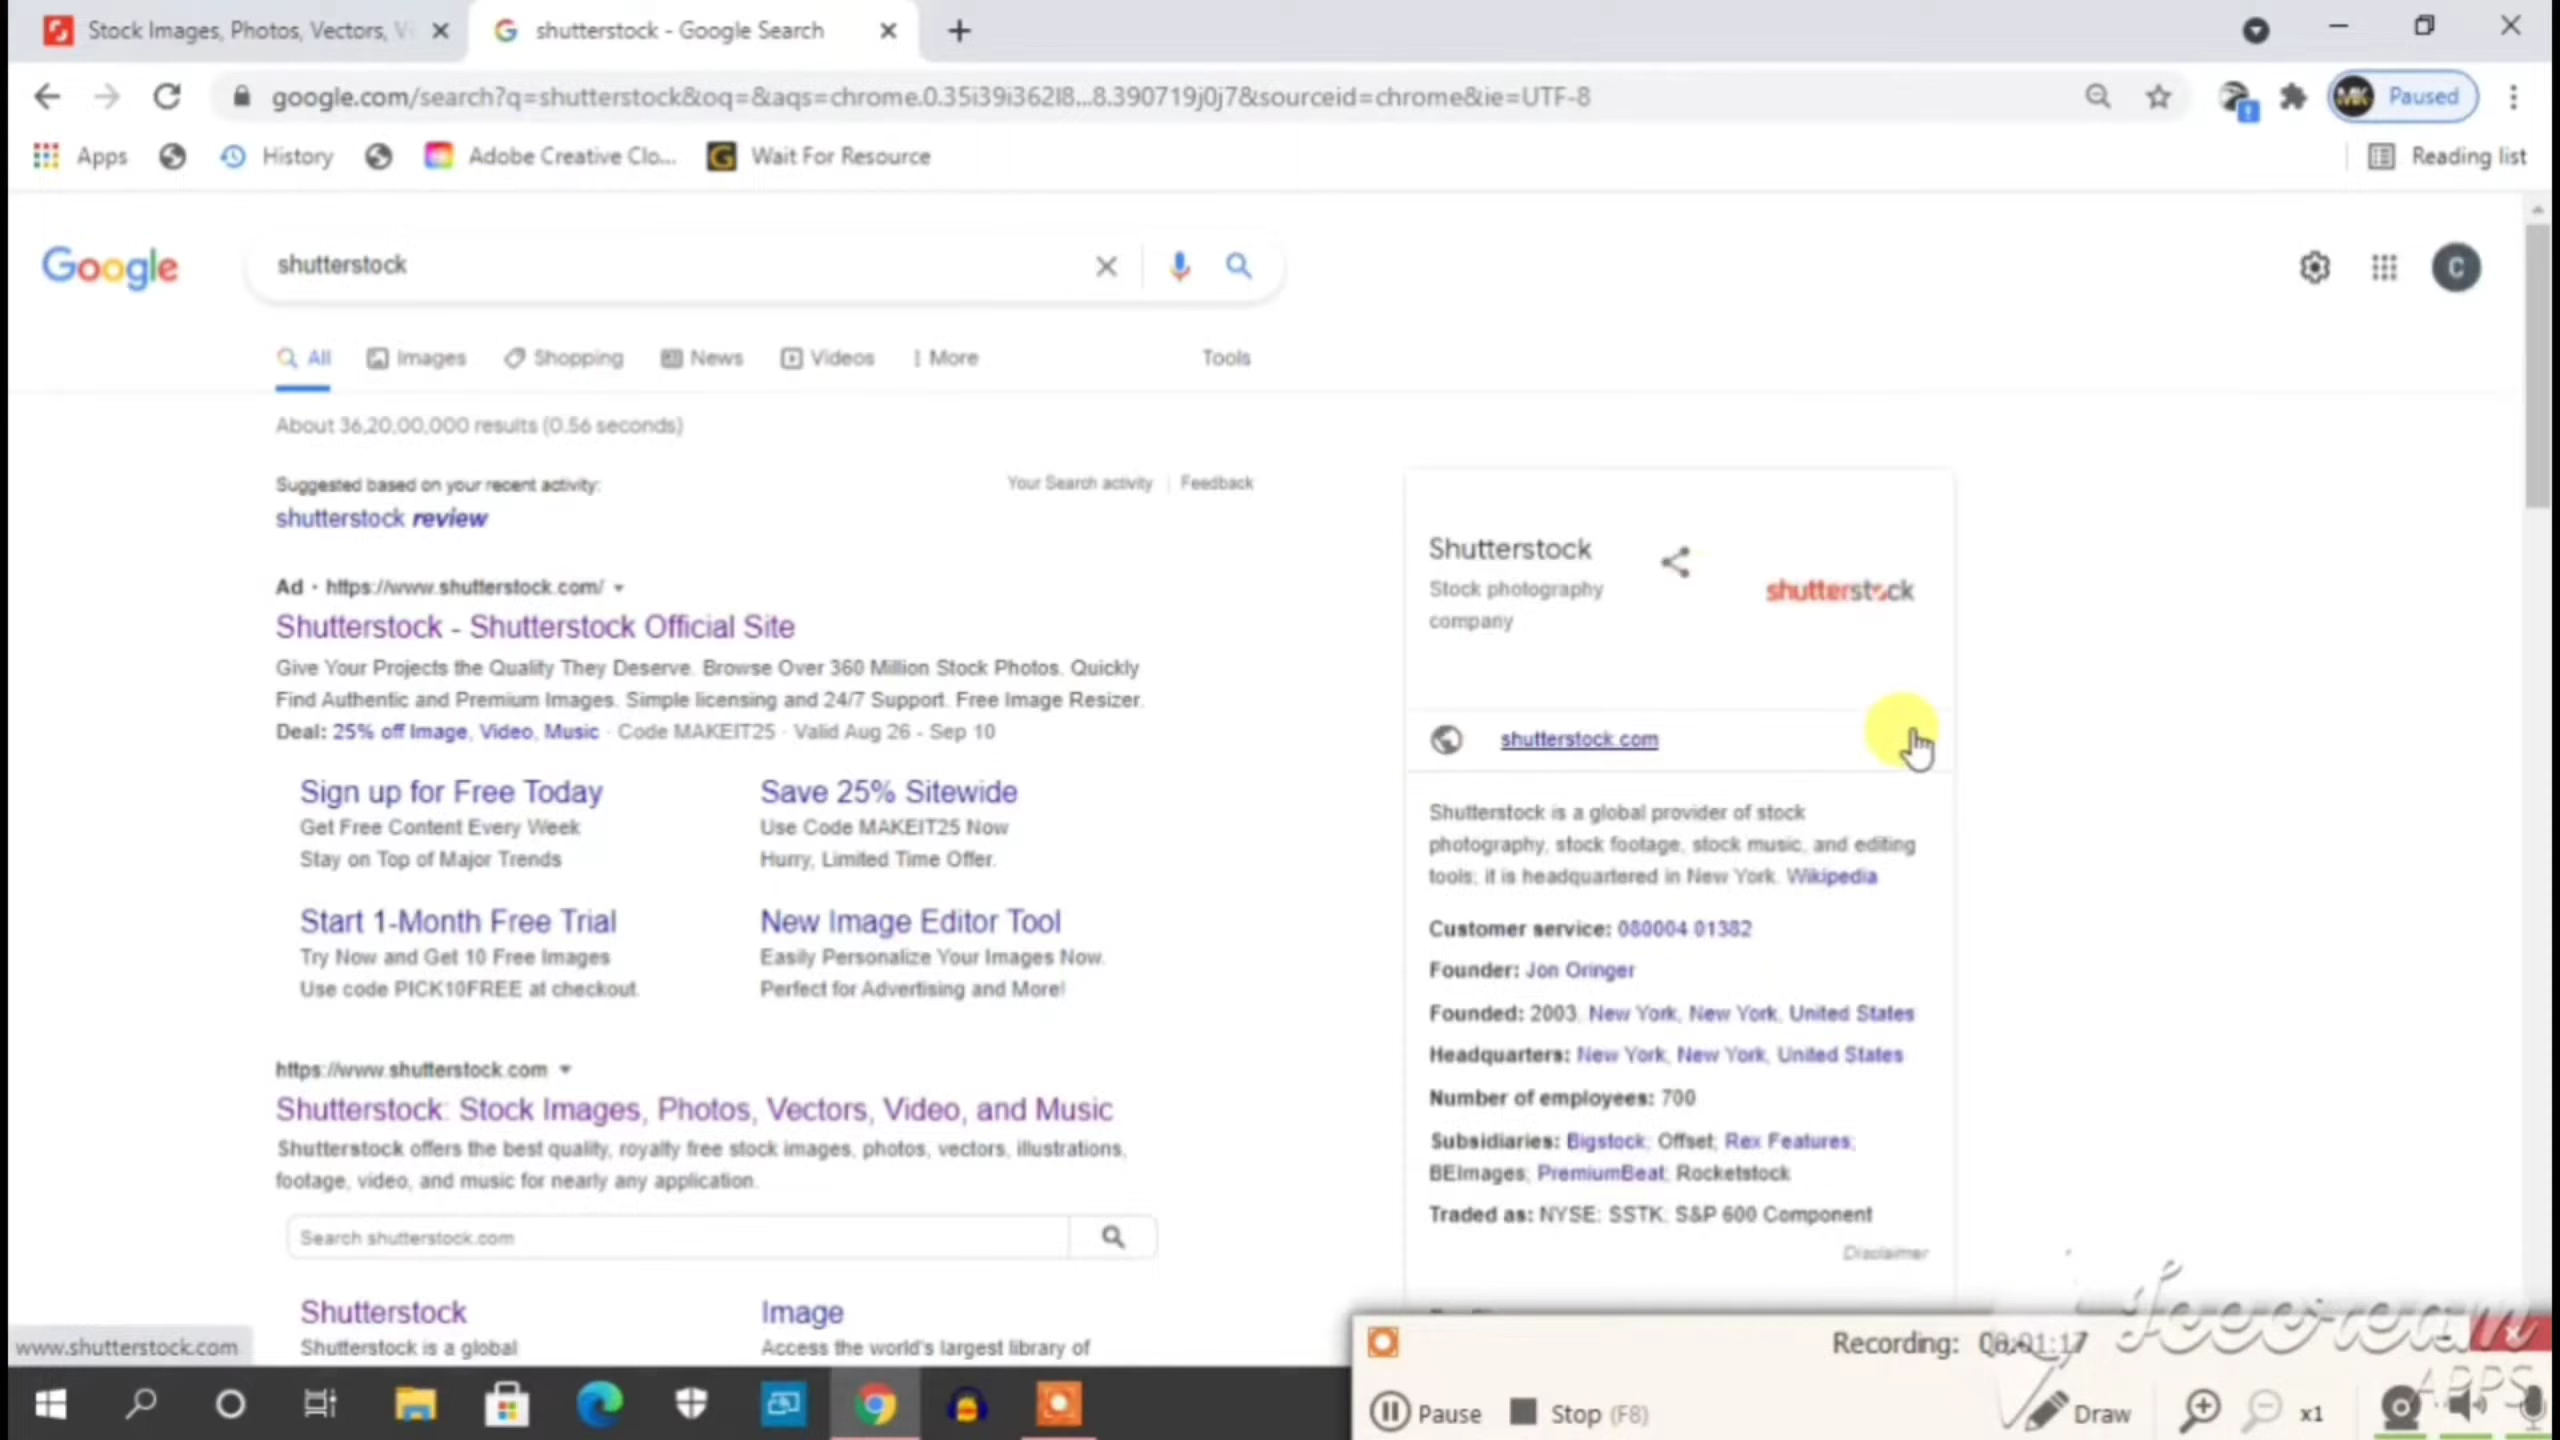 Stock Images, Photos, Vectors, V
shutterstock - Google Search
google.com/search?q=shutterstock&oq=&aqs=chrome.0.35i39i362l8...8.390719j0j7&sourceid=chrome&ie=UTF-8
MK Paused
Apps History Adobe Creative Clo... Wait For Resource Reading list
Google shutterstock C
All Images Shopping News Videos More Tools
About 36,20,00,000 results (0.56 seconds)
Suggested based on your recent activity:
Your Search activity | Feedback
shutterstock review
Ad · https://www.shutterstock.com/
Shutterstock - Shutterstock Official Site
Give Your Projects the Quality They Deserve. Browse Over 360 Million Stock Photos. Quickly
Find Authentic and Premium Images. Simple licensing and 24/7 Support. Free Image Resizer.
Deal: 25% off Image, Video, Music · Code MAKEIT25 · Valid Aug 26 - Sep 10
Sign up for Free Today
Get Free Content Every Week
Stay on Top of Major Trends
Save 25% Sitewide
Use Code MAKEIT25 Now
Hurry, Limited Time Offer.
Start 1-Month Free Trial
Try Now and Get 10 Free Images
Use code PICK10FREE at checkout.
New Image Editor Tool
Easily Personalize Your Images Now.
Perfect for Advertising and More!
https://www.shutterstock.com
Shutterstock: Stock Images, Photos, Vectors, Video, and Music
Shutterstock offers the best quality, royalty free stock images, photos, vectors, illustrations,
footage, video, and music for nearly any application.
Search shutterstock.com
Shutterstock
Shutterstock is a global
Image
Access the world's largest library of
www.shutterstock.com
Shutterstock
Stock photography
company
shutterstock
shutterstock.com
Shutterstock is a global provider of stock
photography, stock footage, stock music, and editing
tools; it is headquartered in New York. Wikipedia
Customer service: 080004 01382
Founder: Jon Oringer
Founded: 2003, New York, New York, United States
Headquarters: New York, New York, United States
Number of employees: 700
Subsidiaries: Bigstock; Offset; Rex Features;
BEImages; PremiumBeat; Rocketstock
Traded as: NYSE: SSTK; S&P 600 Component
Disclaimer
Recording: 00:01:17
Pause Stop (F8) Draw x1
Icecream
APPS